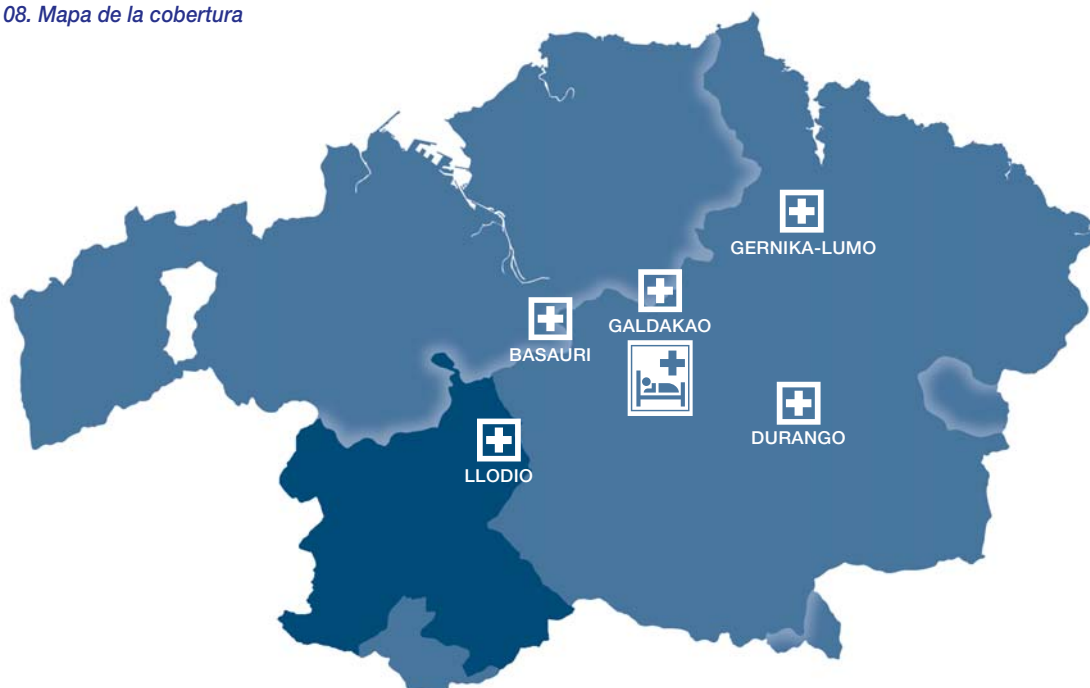 08. Mapa de la cobertura
GERNIKA-LUMO
GALDAKAO
BASAURI
DURANGO
LLODIO